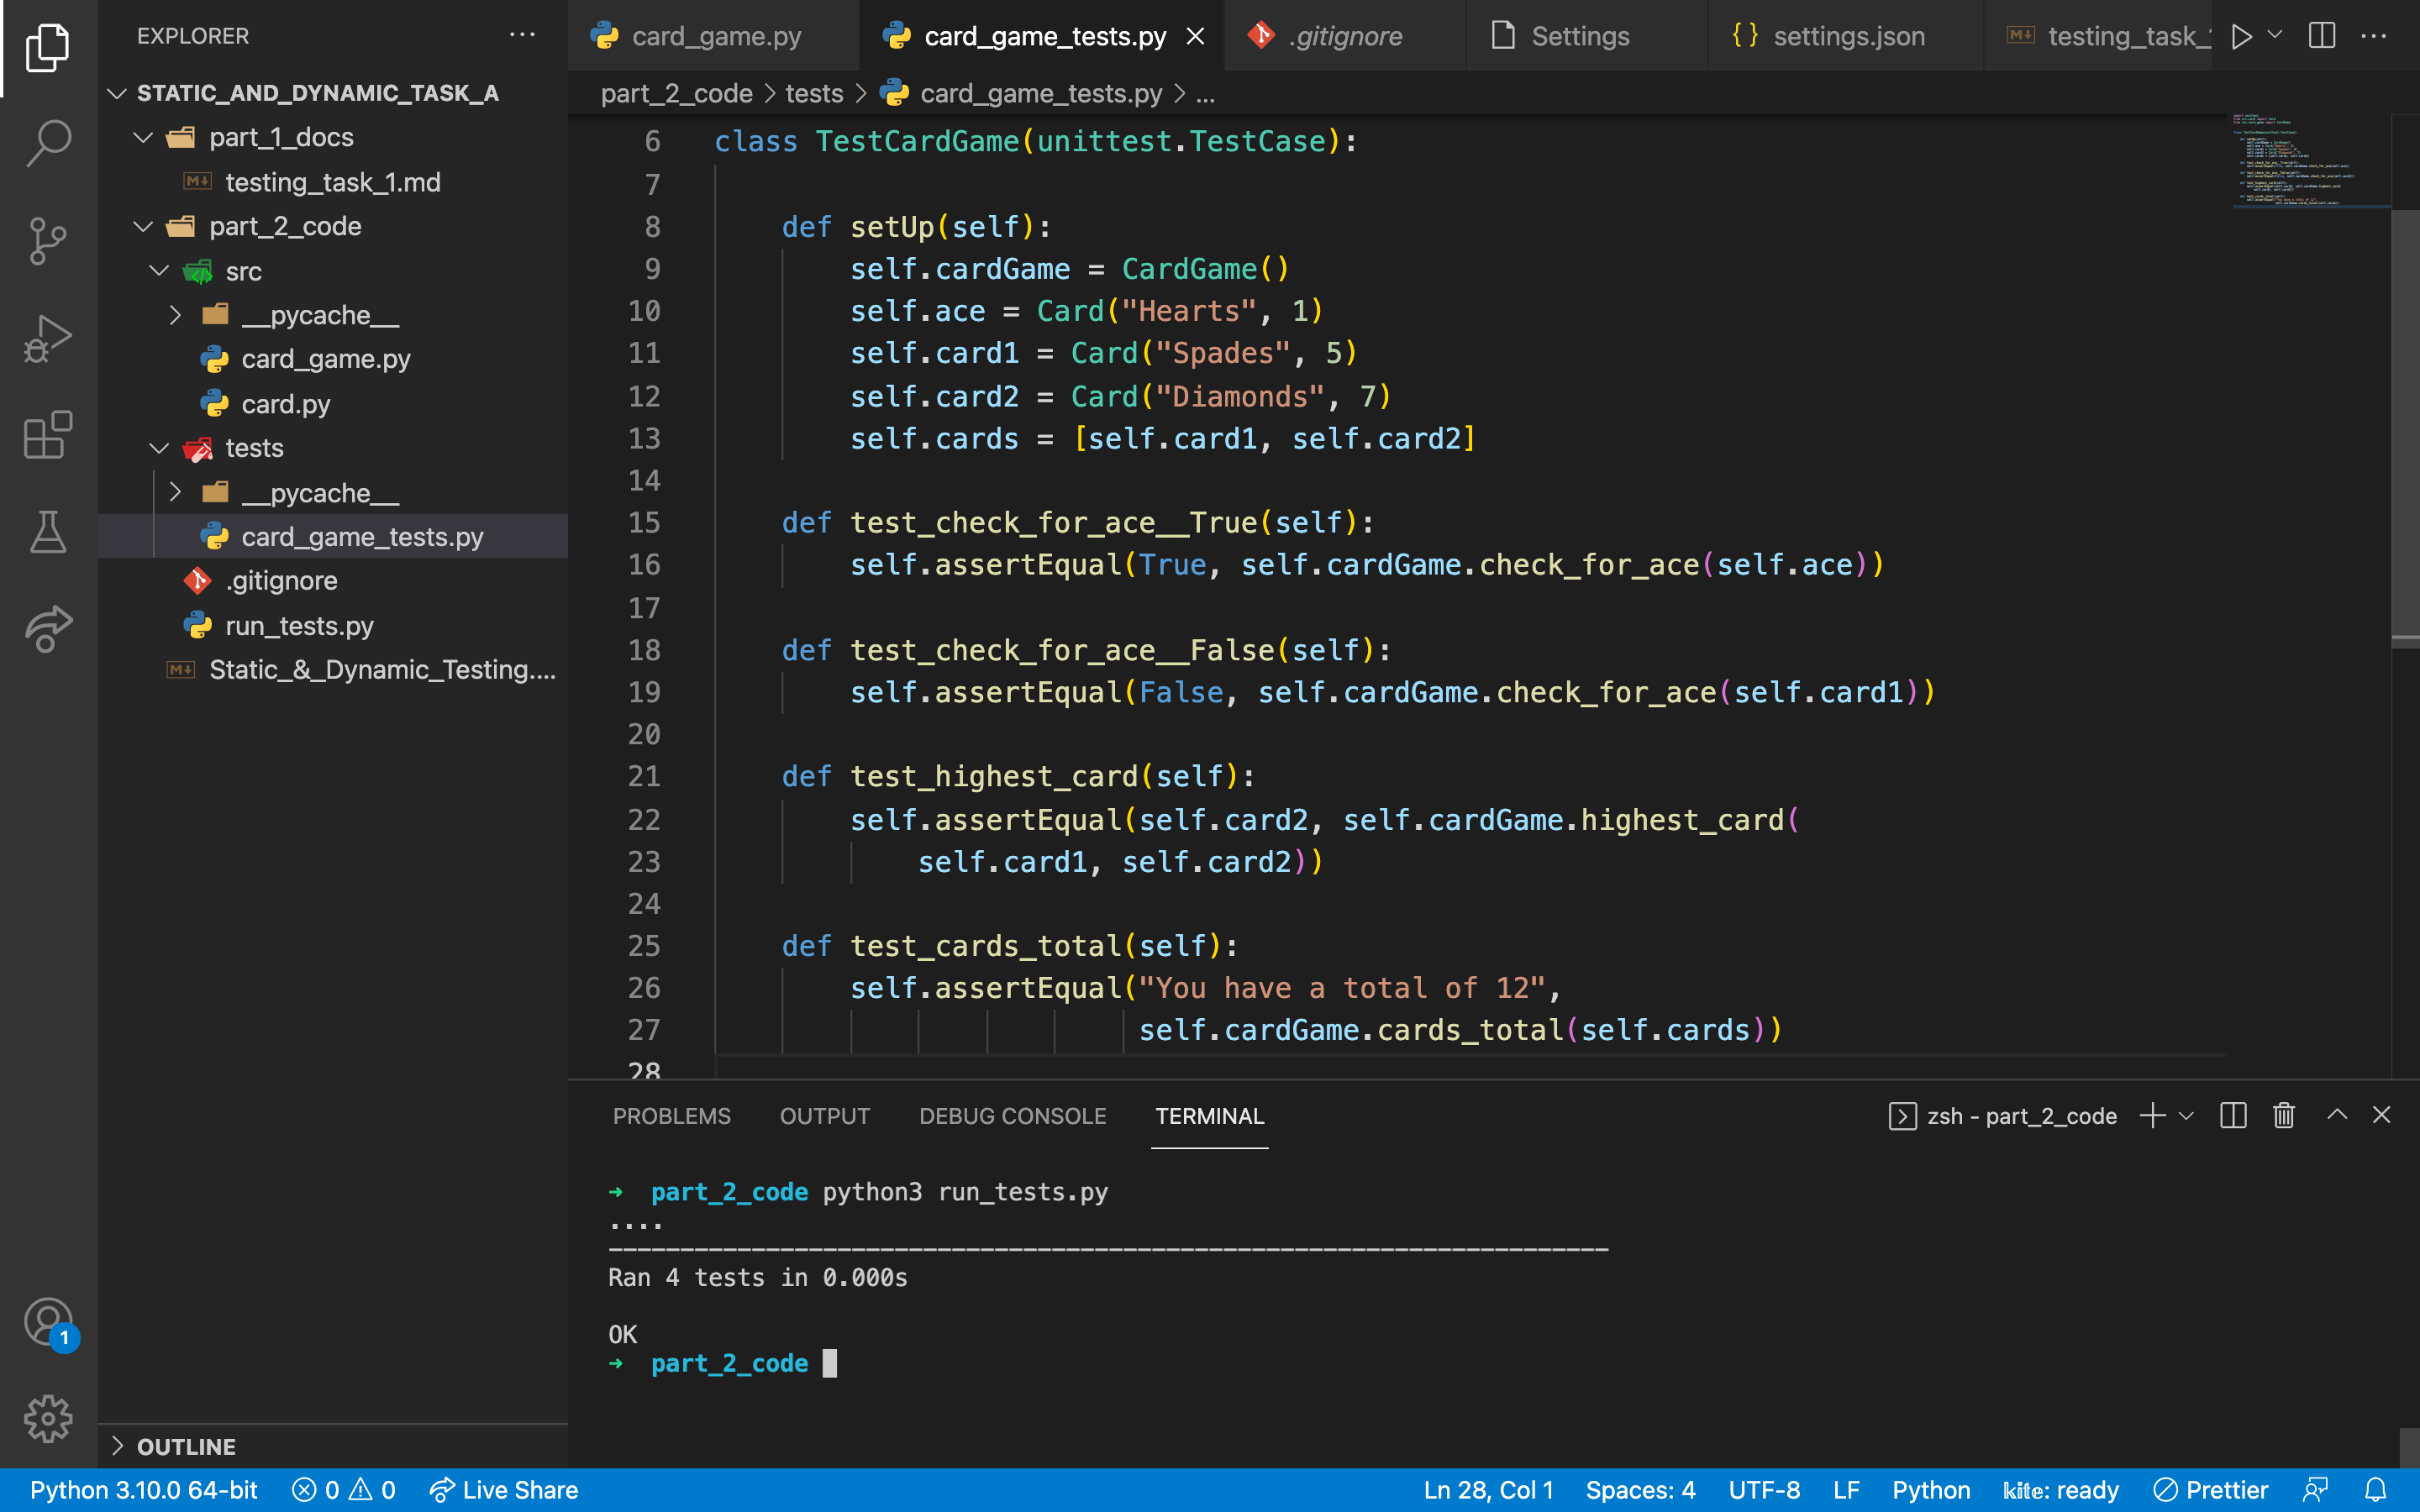 EXPLORER
STATIC_AND_DYNAMIC_TASK_A
part_1_docs
testing_task_1.md
part_2_code
src
__pycache__
card_game.py
card.py
tests
__pycache__
card_game_tests.py
.gitignore
run_tests.py
Static_&_Dynamic_Testing....
OUTLINE
card_game.py
card_game_tests.py
.gitignore
Settings
{} settings.json
testing_task_1
part_2_code > tests > card_game_tests.py > ...
6 class TestCardGame(unittest.TestCase):
7
8 def setUp(self):
9 self.cardGame = CardGame()
10 self.ace = Card("Hearts", 1)
11 self.card1 = Card("Spades", 5)
12 self.card2 = Card("Diamonds", 7)
13 self.cards = [self.card1, self.card2]
14
15 def test_check_for_ace__True(self):
16 self.assertEqual(True, self.cardGame.check_for_ace(self.ace))
17
18 def test_check_for_ace__False(self):
19 self.assertEqual(False, self.cardGame.check_for_ace(self.card1))
20
21 def test_highest_card(self):
22 self.assertEqual(self.card2, self.cardGame.highest_card(
23 self.card1, self.card2))
24
25 def test_cards_total(self):
26 self.assertEqual("You have a total of 12",
27 self.cardGame.cards_total(self.cards))
28
PROBLEMS OUTPUT DEBUG CONSOLE TERMINAL
zsh - part_2_code
➜ part_2_code python3 run_tests.py
....
----------------------------------------------------------------------
Ran 4 tests in 0.000s
OK
➜ part_2_code
1
Python 3.10.0 64-bit 0 0 Live Share Ln 28, Col 1 Spaces: 4 UTF-8 LF Python kite: ready Prettier